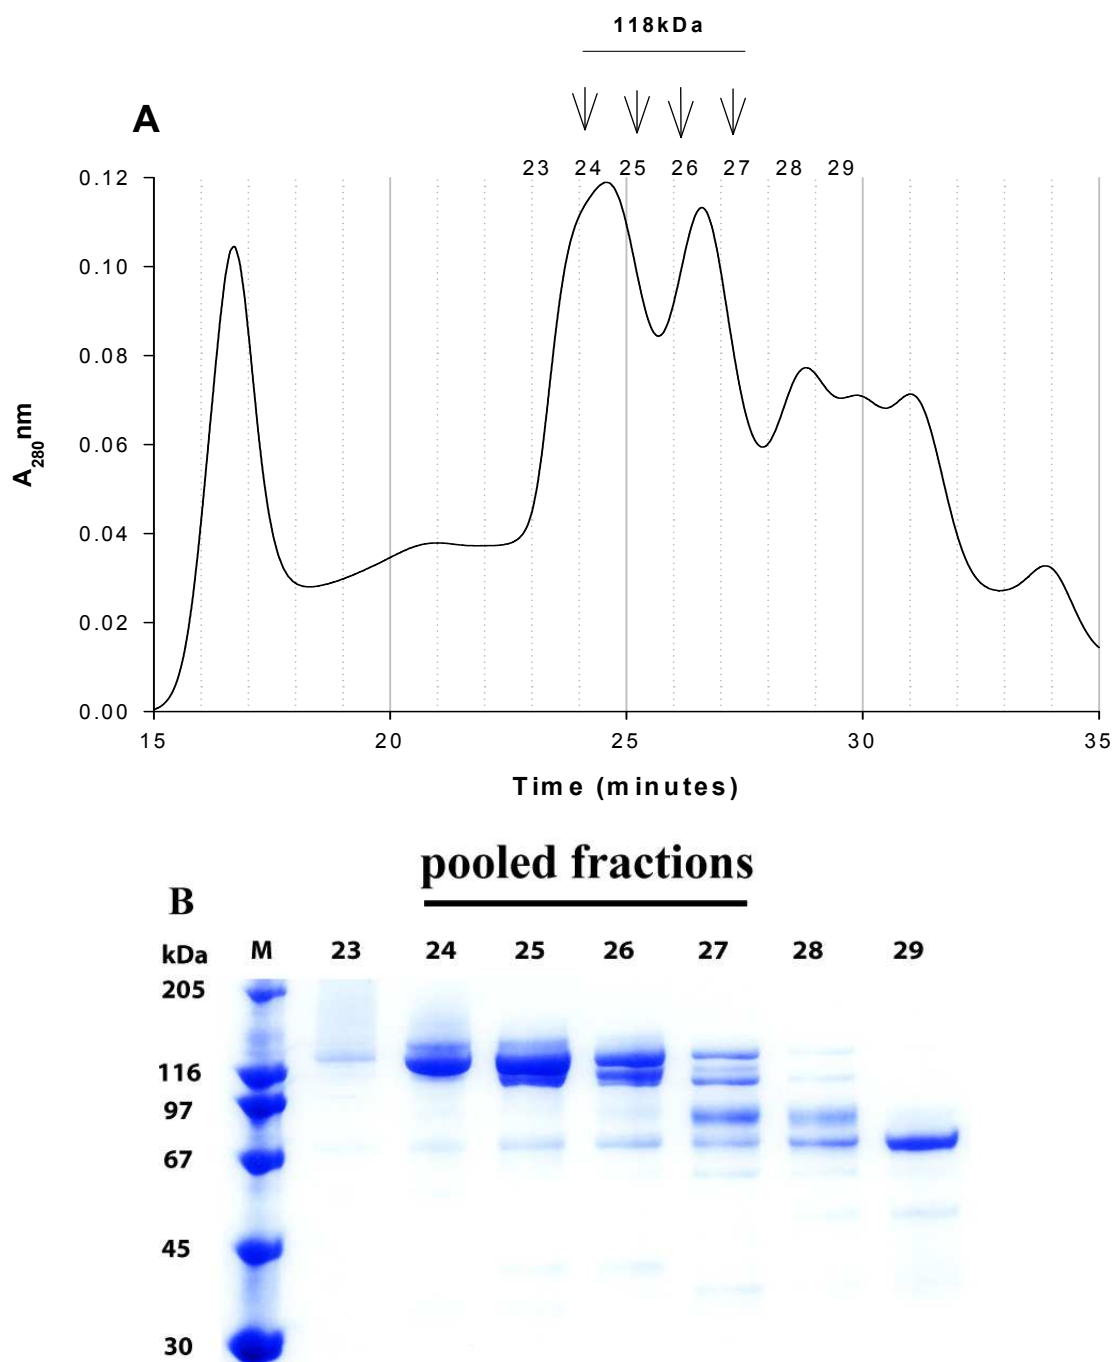 118kDa
A
23 24 25 26 27 28 29
0.12
0.10
0.08
0.06
0.04
0.02
0.00
A280nm
15 20 25 30 35
Time (minutes)
pooled fractions
B
kDa M 23 24 25 26 27 28 29
205
116
97
67
45
30